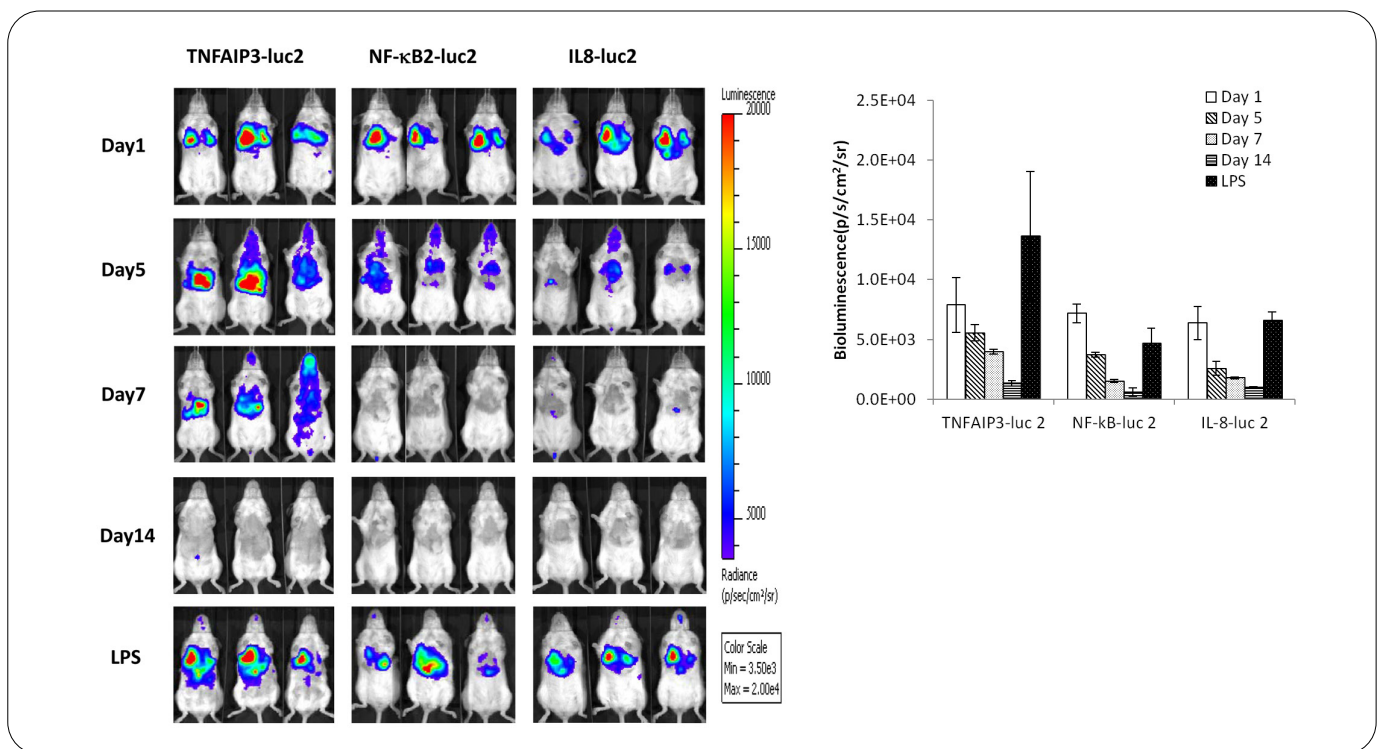 TNFAIP3-luc2 NF-κB2-luc2 IL8-luc2
Day1
Day5
Day7
Day14
LPS
Luminescence
20000
15000
10000
5000
Radiance
(p/sec/cm²/sr)
Color Scale
Min = 3.50e3
Max = 2.00e4
Bioluminescence(p/s/cm²/sr)
2.5E+04
2.0E+04
1.5E+04
1.0E+04
5.0E+03
0.0E+00
TNFAIP3-luc 2 NF-kB-luc 2 IL-8-luc 2
Day 1
Day 5
Day 7
Day 14
LPS